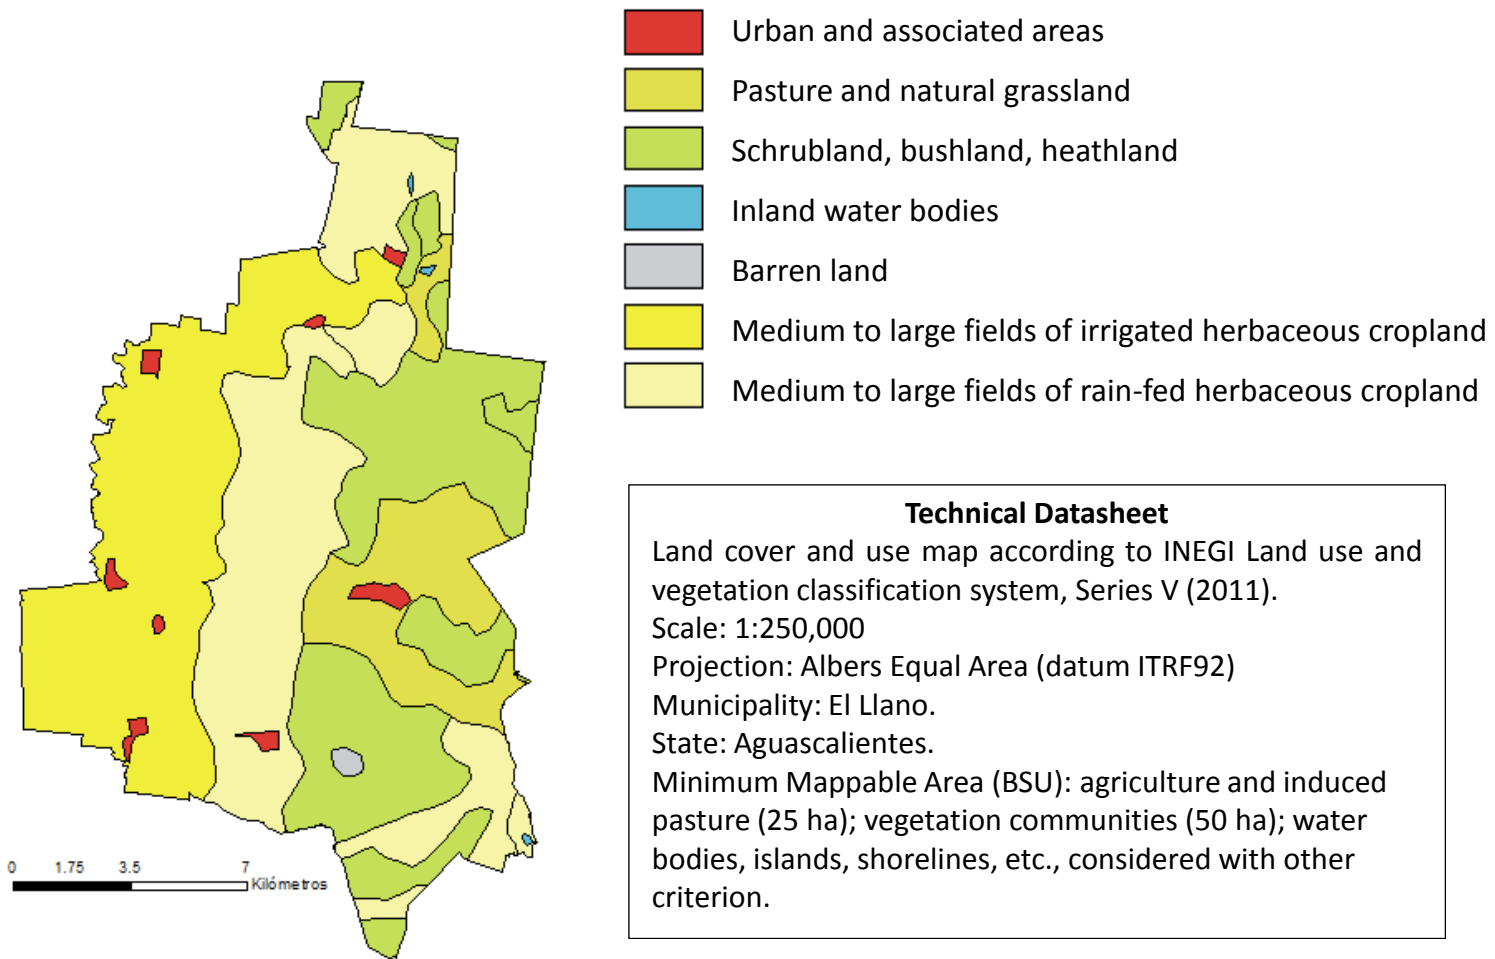 Urban and associated areas
Pasture and natural grassland
Schrubland, bushland, heathland
Inland water bodies
Barren land
Medium to large fields of irrigated herbaceous cropland
Medium to large fields of rain-fed herbaceous cropland
Technical Datasheet
Land cover and use map according to INEGI Land use and
vegetation classification system, Series V (2011).
Scale: 1:250,000
Projection: Albers Equal Area (datum ITRF92)
Municipality: El Llano.
State: Aguascalientes.
Minimum Mappable Area (BSU): agriculture and induced
pasture (25 ha); vegetation communities (50 ha); water
bodies, islands, shorelines, etc., considered with other
criterion.
0 1.75 3.5 7
Kilómetros